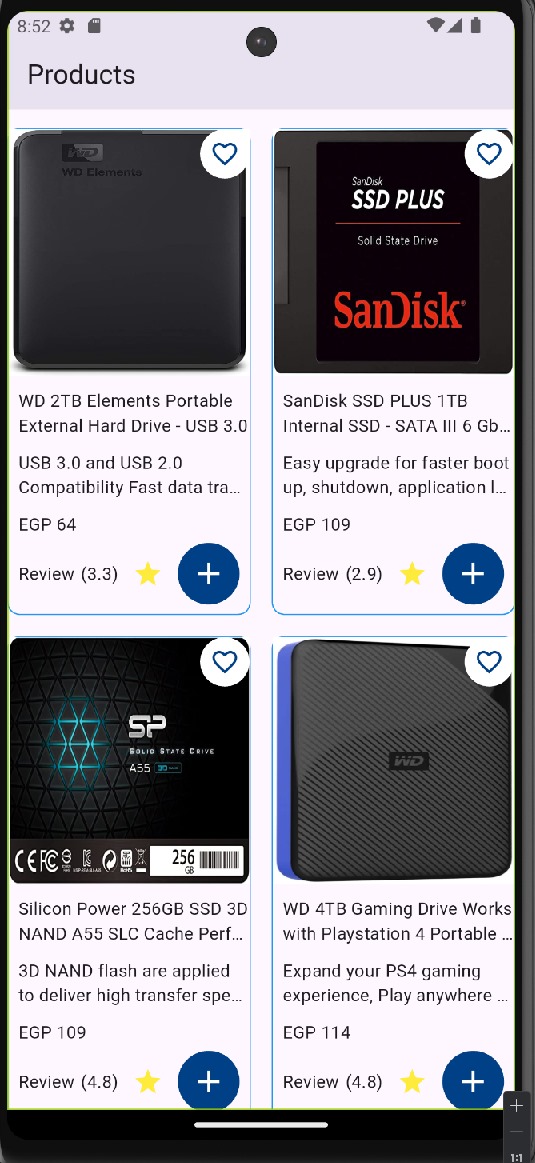 8:52
Products
WD
WD Elements
SanDisk
SSD PLUS
Solid State Drive
SanDisk
WD 2TB Elements Portable
External Hard Drive - USB 3.0
USB 3.0 and USB 2.0
Compatibility Fast data tra...
EGP 64
Review (3.3)
SanDisk SSD PLUS 1TB
Internal SSD - SATA III 6 Gb...
Easy upgrade for faster boot
up, shutdown, application l...
EGP 109
Review (2.9)
SP
SOLID STATE DRIVE
A55
256
GB
WD
Silicon Power 256GB SSD 3D
NAND A55 SLC Cache Perf...
3D NAND flash are applied
to deliver high transfer spe...
EGP 109
Review (4.8)
WD 4TB Gaming Drive Works
with Playstation 4 Portable ...
Expand your PS4 gaming
experience, Play anywhere ...
EGP 114
Review (4.8)
1:1